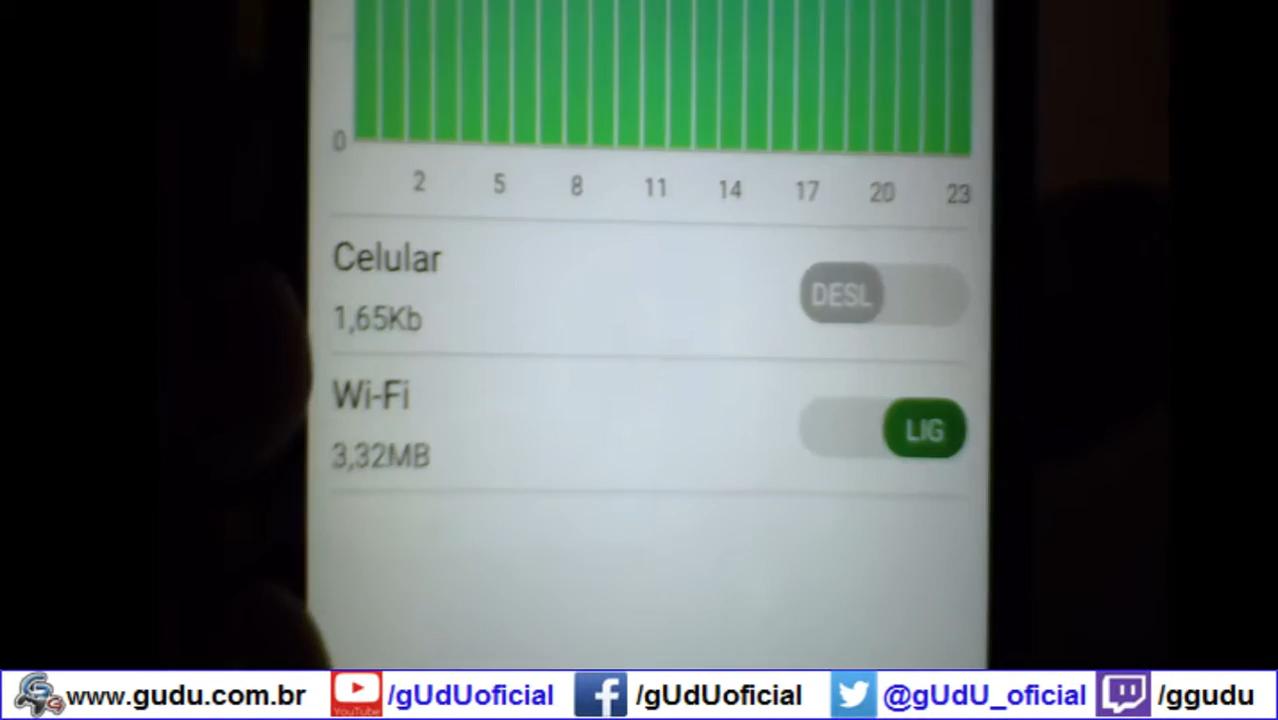 0
2 5 8 11 14 17 20 23
Celular
DESL
1,65Kb
Wi-Fi
LIG
3,32MB
www.gudu.com.br YouTube /gUdUoficial /gUdUoficial @gUdU_oficial /ggudu